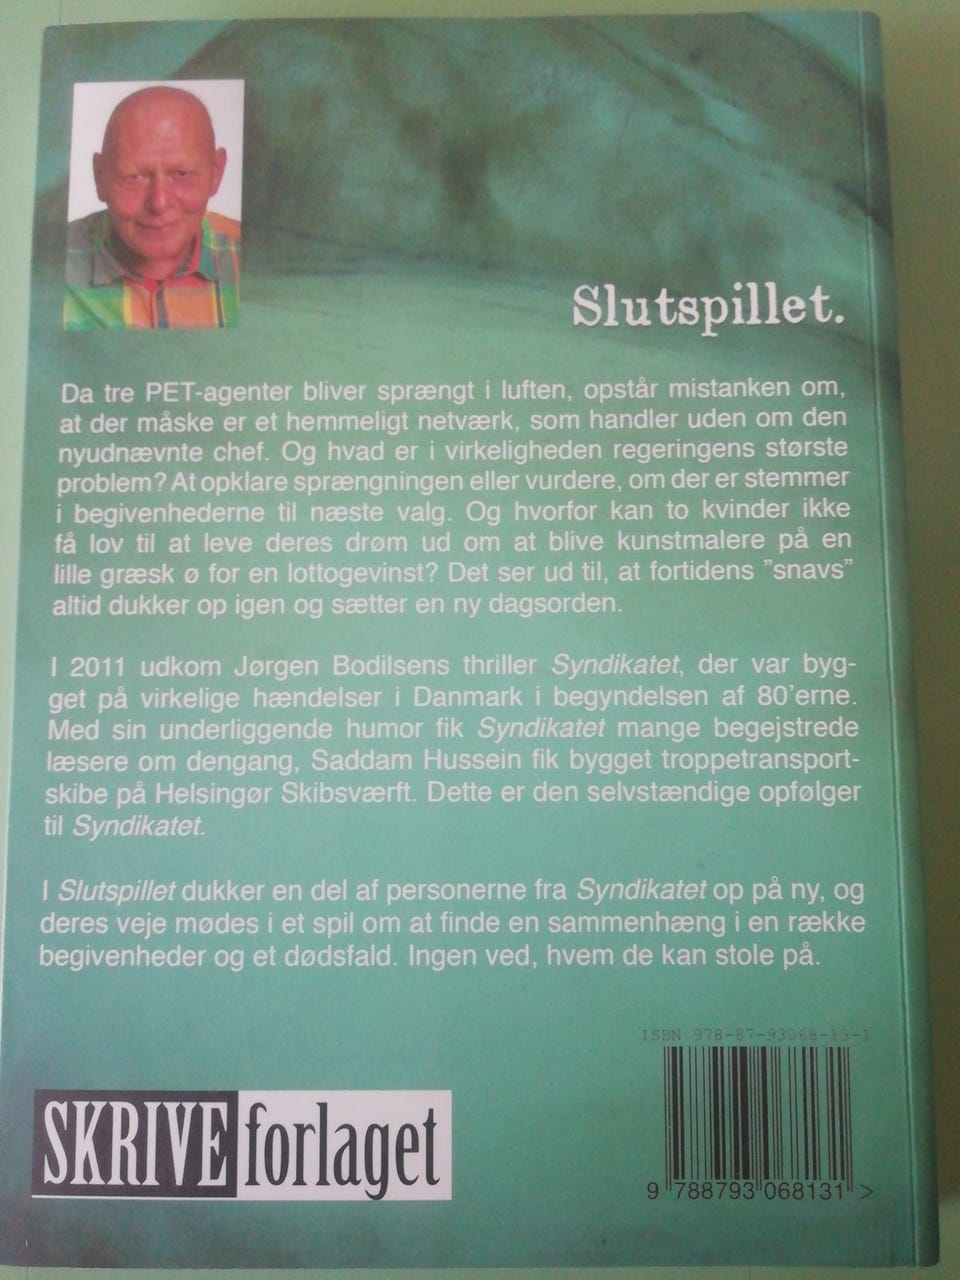 Slutspillet.
Da tre PET-agenter bliver sprængt i luften, opstår mistanken om,
at der måske er et hemmeligt netværk, som handler uden om den
nyudnævnte chef. Og hvad er i virkeligheden regeringens største
problem? At opklare sprængningen eller vurdere, om der er stemmer
i begivenhederne til næste valg. Og hvorfor kan to kvinder ikke
få lov til at leve deres drøm ud om at blive kunstmalere på en
lille græsk ø for en lottogevinst? Det ser ud til, at fortidens ”snavs”
altid dukker op igen og sætter en ny dagsorden.
I 2011 udkom Jørgen Bodilsens thriller Syndikatet, der var byg-
get på virkelige hændelser i Danmark i begyndelsen af 80’erne.
Med sin underliggende humor fik Syndikatet mange begejstrede
læsere om dengang, Saddam Hussein fik bygget troppetransport-
skibe på Helsingør Skibsværft. Dette er den selvstændige opfølger
til Syndikatet.
I Slutspillet dukker en del af personerne fra Syndikatet op på ny, og
deres veje mødes i et spil om at finde en sammenhæng i en række
begivenheder og et dødsfald. Ingen ved, hvem de kan stole på.
ISBN 978-87-93068-13-1
9 788793 068131 >
SKRIVEforlaget